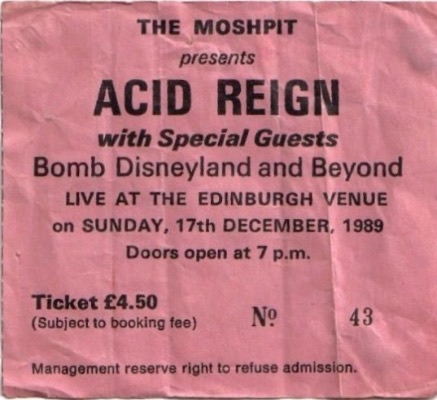 THE MOSHPIT
presents
ACID REIGN
with Special Guests
Bomb Disneyland and Beyond
LIVE AT THE EDINBURGH VENUE
on SUNDAY, 17th DECEMBER, 1989
Doors open at 7 p.m.
Ticket £4.50
(Subject to booking fee)
Nº 43
Management reserve right to refuse admission.